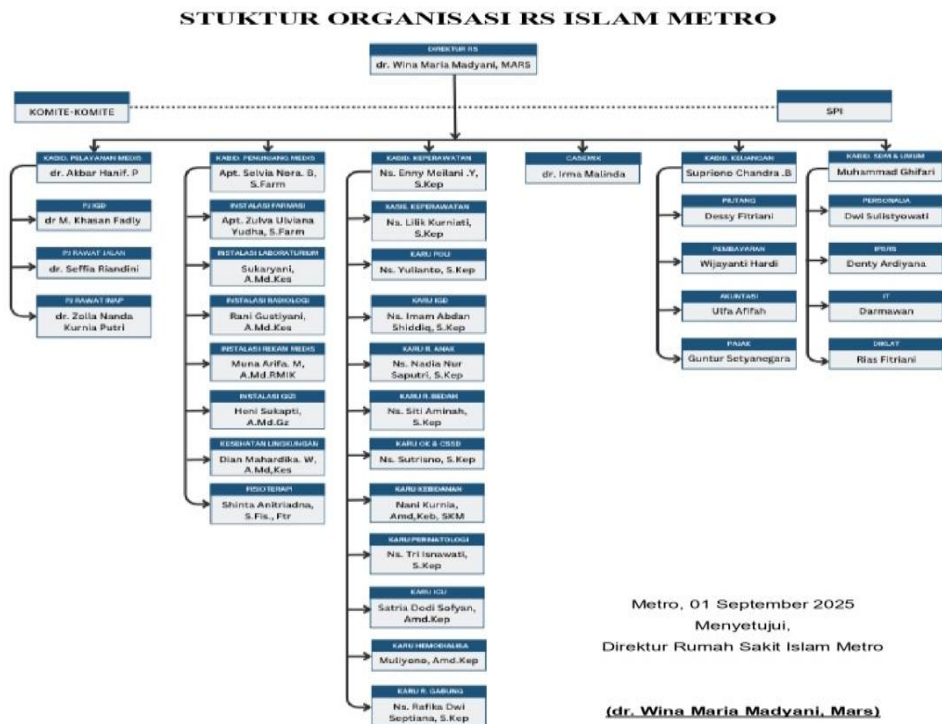 STUKTUR ORGANISASI RS ISLAM METRO
DIREKTUR RS
dr. Wina Maria Madyani, MARS
KOMITE-KOMITE
SPI
KABID. PELAYANAN MEDIS
dr. Akbar Hanif. P
PJ IGD
dr M. Khasan Fadly
PJ RAWAT JALAN
dr. Seffia Riandini
PJ RAWAT INAP
dr. Zolla Nanda
Kurnia Putri
KABID. PENUNJANG MEDIS
Apt. Selvia Nora. B,
S.Farm
INSTALASI FARMASI
Apt. Zulva Ulviana
Yudha, S.Farm
INSTALASI LABORATURIUM
Sukaryani,
A.Md.Kes
INSTALASI RADIOLOGI
Rani Gustiyani,
A.Md.Kes
INSTALASI REKAM MEDIS
Muna Arifa. M,
A.Md.RMIK
INSTALASI GIZI
Heni Sukapti,
A.Md.Gz
KESEHATAN LINGKUNGAN
Dian Mahardika. W,
A.Md,Kes
FISIOTERAPI
Shinta Anitriadna,
S.Fis., Ftr
KABID. KEPERAWATAN
Ns. Enny Meilani .Y,
S.Kep
KASIE. KEPERAWATAN
Ns. Lilik Kurniati,
S.Kep
KARU POLI
Ns. Yulianto, S.Kep
KARU IGD
Ns. Imam Abdan
Shiddiq, S.Kep
KARU R. ANAK
Ns. Nadia Nur
Saputri, S.Kep
KARU R. BEDAH
Ns. Siti Aminah,
S.Kep
KARU OK & CSSD
Ns. Sutrisno, S.Kep
KARU KEBIDANAN
Nani Kurnia,
Amd,Keb, SKM
KARU PERINATOLOGI
Ns. Tri Isnawati,
S.Kep
KARU ICU
Satria Dodi Sofyan,
Amd.Kep
KARU HEMODIALISA
Muliyono, Amd.Kep
KARU R. GABUNG
Ns. Rafika Dwi
Septiana, S.Kep
CASEMIX
dr. Irma Malinda
KABID. KEUANGAN
Supriono Chandra .B
PIUTANG
Dessy Fitriani
PEMBAYARAN
Wijayanti Hardi
AKUNTASI
Ulfa Afifah
PAJAK
Guntur Setyanegara
KABID. SDM & UMUM
Muhammad Ghifari
PERSONALIA
Dwi Sulistyowati
IPSRS
Denty Ardiyana
IT
Darmawan
DIKLAT
Rias Fitriani
Metro, 01 September 2025
Menyetujui,
Direktur Rumah Sakit Islam Metro
(dr. Wina Maria Madyani, Mars)